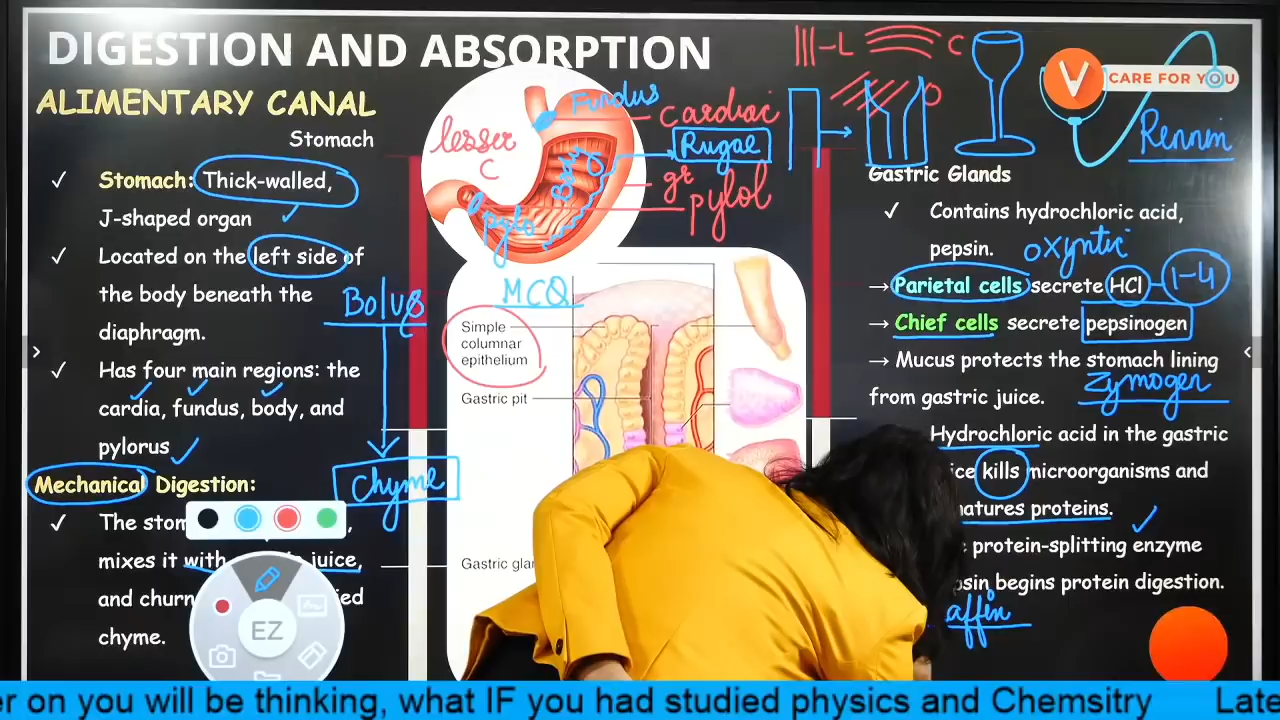 DIGESTION AND ABSORPTION
ALIMENTARY CANAL
Stomach
✓ Stomach: Thick-walled,
J-shaped organ
✓ Located on the left side of
the body beneath the
diaphragm.
✓ Has four main regions: the
cardia, fundus, body, and
pylorus
Mechanical Digestion:
✓ The stom ,
mixes it with juice,
and churn
chyme.
Bolus
Chyme
EZ
lesser
C
Fundus
cardiac
Rugae
Body
gr
pylo
pylol
MCQ
Simple
columnar
epithelium
Gastric pit
Gastric glan
L
C
O
V
CARE FOR YOU
Rennin
Gastric Glands
✓ Contains hydrochloric acid,
pepsin.
oxyntic
→ Parietal cells secrete HCl - 1-4
→ Chief cells secrete pepsinogen
→ Mucus protects the stomach lining
from gastric juice.
Zymogen
Hydrochloric acid in the gastric
ice kills microorganisms and
natures proteins.
protein-splitting enzyme
psin begins protein digestion.
affin
er on you will be thinking, what IF you had studied physics and Chemsitry Late